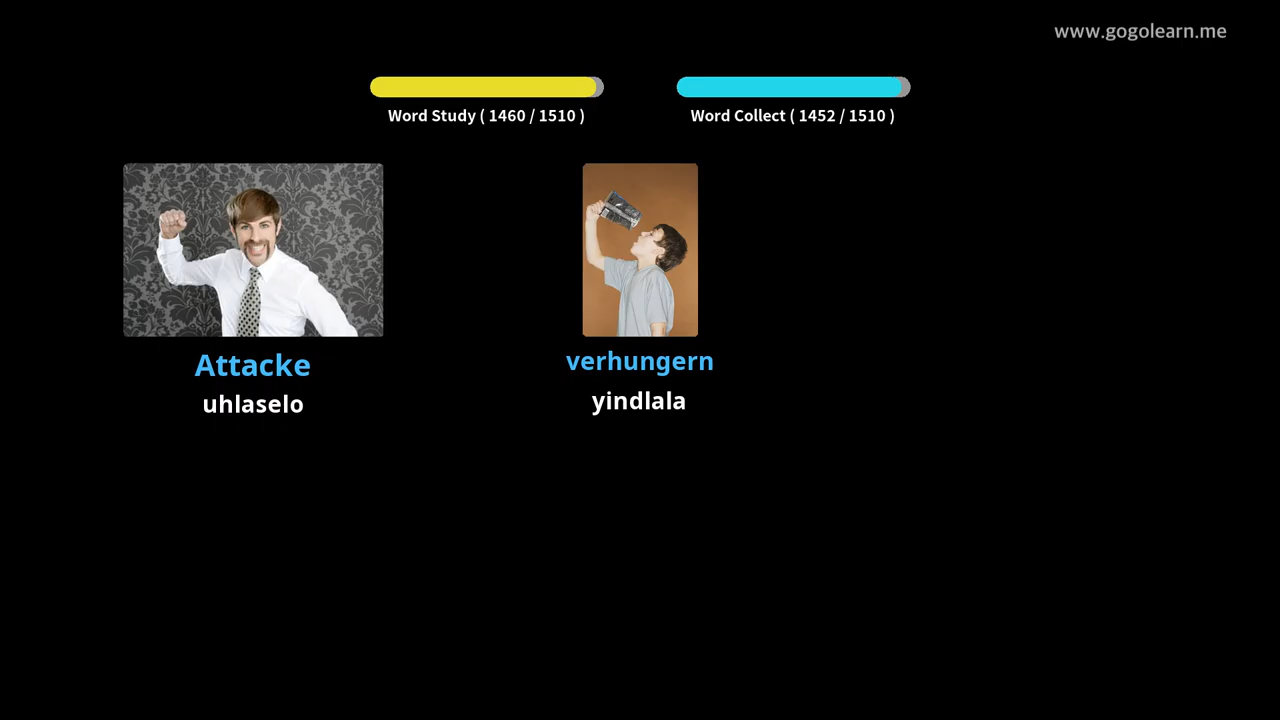 www.gogolearn.me
Word Study ( 1460 / 1510 )
Word Collect ( 1452 / 1510 )
Attacke
uhlaselo
verhungern
yindlala